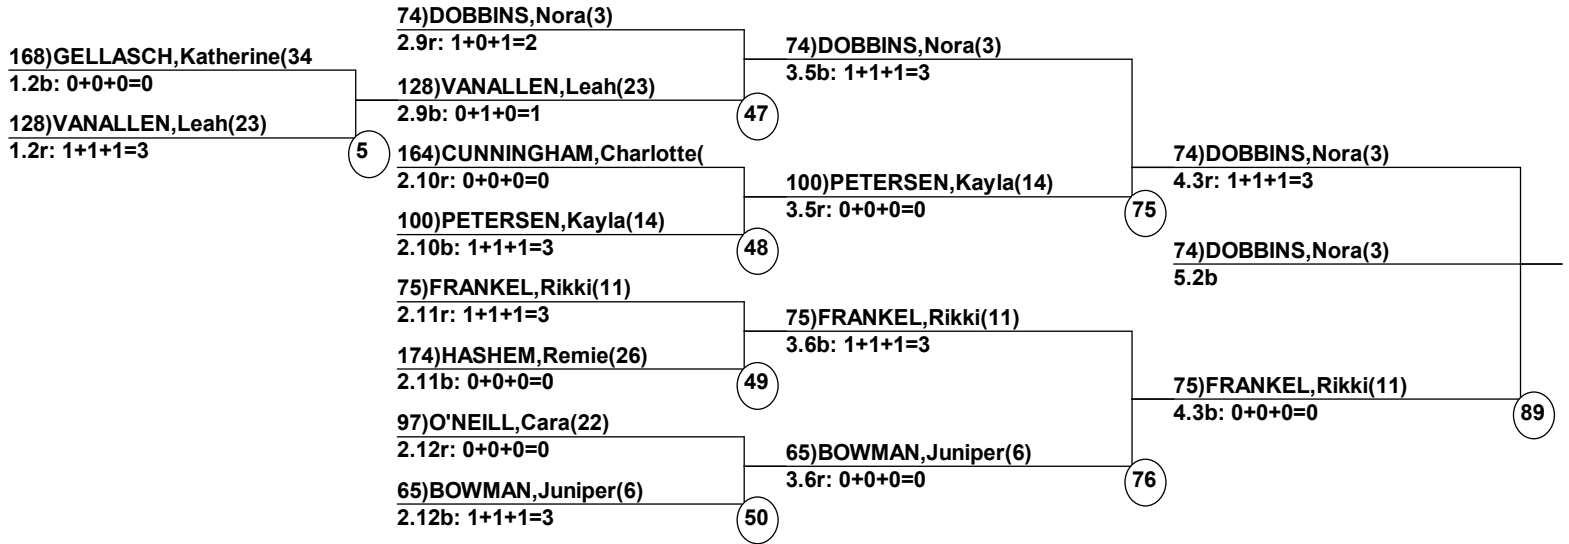 168)GELLASCH,Katherine(34
1.2b: 0+0+0=0
128)VANALLEN,Leah(23)
1.2r: 1+1+1=3
5
74)DOBBINS,Nora(3)
2.9r: 1+0+1=2
128)VANALLEN,Leah(23)
2.9b: 0+1+0=1
47
164)CUNNINGHAM,Charlotte(
2.10r: 0+0+0=0
100)PETERSEN,Kayla(14)
2.10b: 1+1+1=3
48
75)FRANKEL,Rikki(11)
2.11r: 1+1+1=3
174)HASHEM,Remie(26)
2.11b: 0+0+0=0
49
97)O'NEILL,Cara(22)
2.12r: 0+0+0=0
65)BOWMAN,Juniper(6)
2.12b: 1+1+1=3
50
74)DOBBINS,Nora(3)
3.5b: 1+1+1=3
100)PETERSEN,Kayla(14)
3.5r: 0+0+0=0
75
75)FRANKEL,Rikki(11)
3.6b: 1+1+1=3
65)BOWMAN,Juniper(6)
3.6r: 0+0+0=0
76
74)DOBBINS,Nora(3)
4.3r: 1+1+1=3
74)DOBBINS,Nora(3)
5.2b
75)FRANKEL,Rikki(11)
4.3b: 0+0+0=0
89